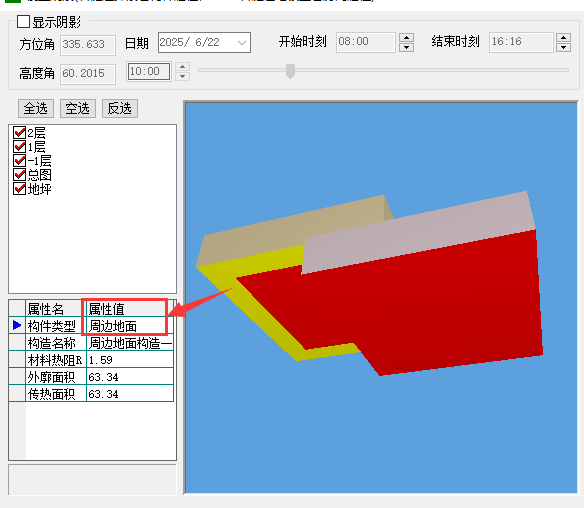 显示阴影
方位角 335.633 日期 2025/ 6/22 开始时刻 08:00 结束时刻 16:16
高度角 60.2015 10:00
全选 空选 反选
2层
1层
-1层
总图
地坪
属性名 属性值
构件类型 周边地面
构造名称 周边地面构造一
材料热阻R 1.59
外廓面积 63.34
传热面积 63.34